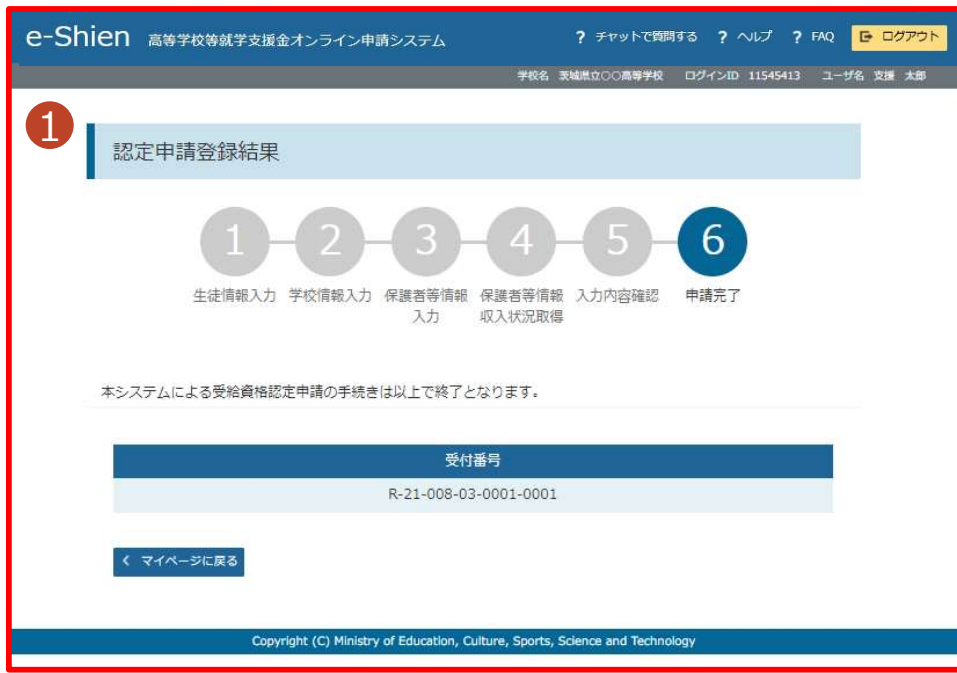 e-Shien 高等学校等就学支援金オンライン申請システム ? チャットで質問する ? ヘルプ ? FAQ ログアウト
学校名 茨城県立○○高等学校 ログインID 11545413 ユーザ名 支援 太郎
1
認定申請登録結果
1 2 3 4 5 6
生徒情報入力 学校情報入力 保護者等情報 保護者等情報 入力内容確認 申請完了
入力 収入状況取得
本システムによる受給資格認定申請の手続きは以上で終了となります。
受付番号
R-21-008-03-0001-0001
マイページに戻る
Copyright (C) Ministry of Education, Culture, Sports, Science and Technology